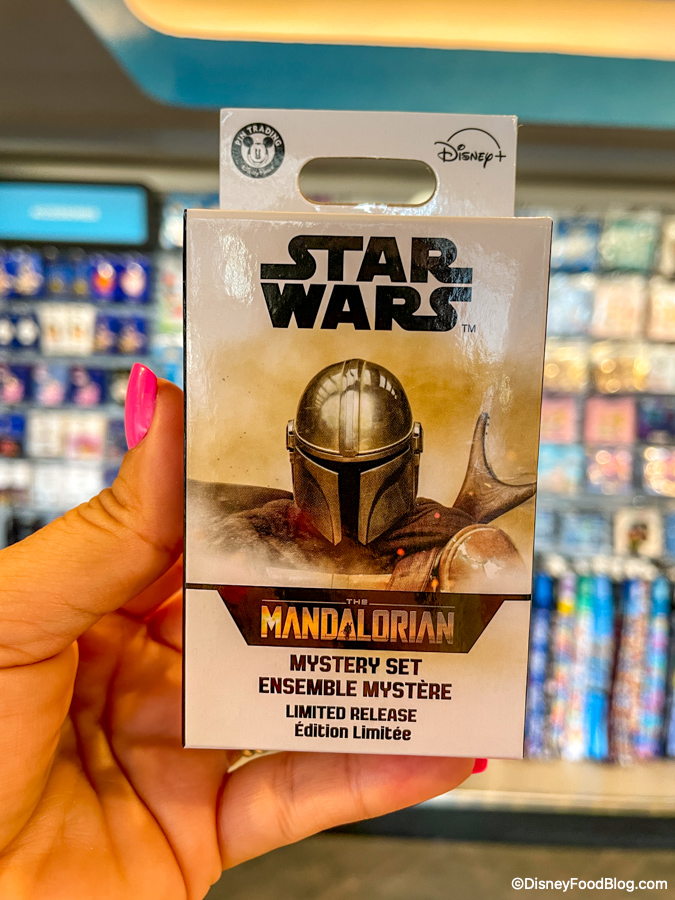 PIN TRADING
Disney+
STAR
WARS
TM
THE
MANDALORIAN
MYSTERY SET
ENSEMBLE MYSTÈRE
LIMITED RELEASE
Édition Limitée
©DisneyFoodBlog.com